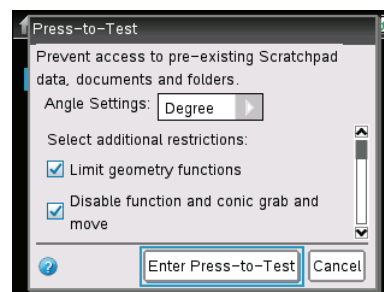 Press-to-Test
Prevent access to pre-existing Scratchpad
data, documents and folders.
Angle Settings: Degree
Select additional restrictions:
Limit geometry functions
Disable function and conic grab and
move
? Enter Press-to-Test Cancel